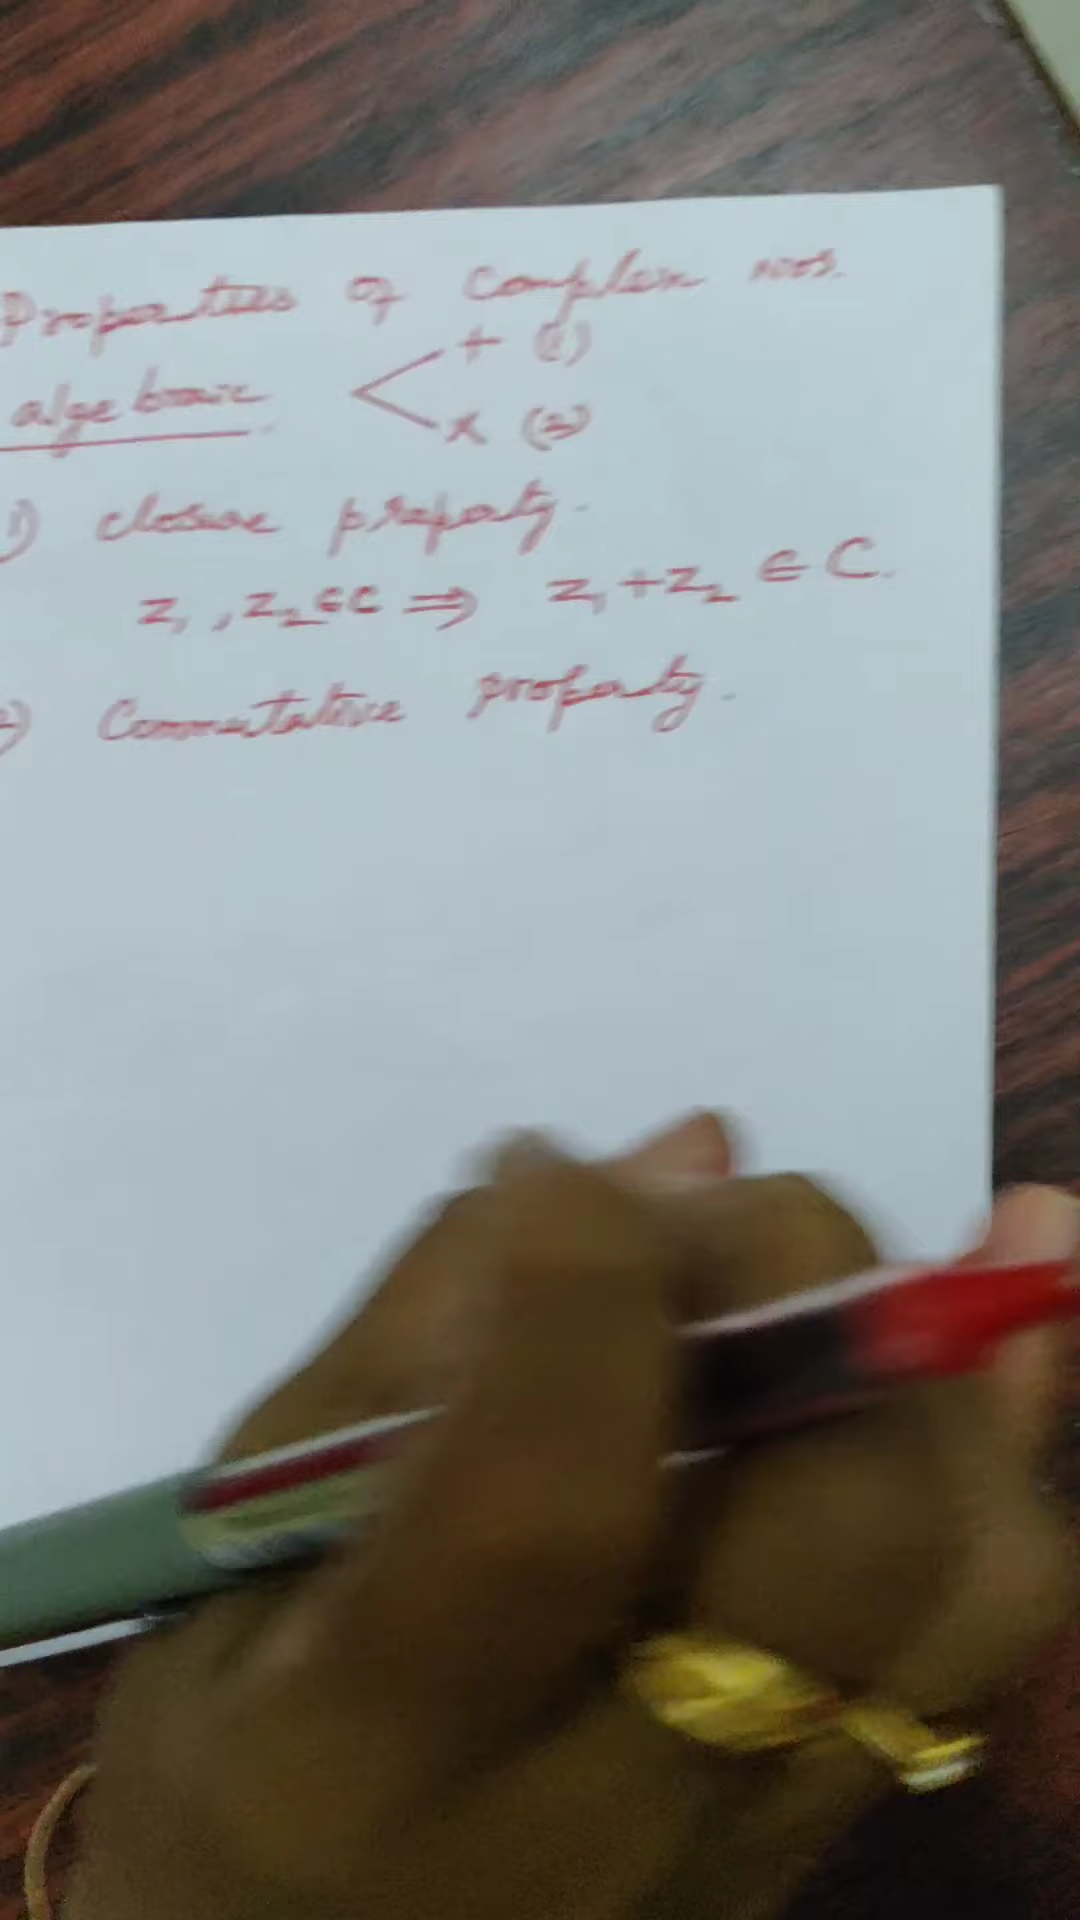 Properties of Complex nos.
algebraic < + (1)
x (2)
1) closure property.
z₁, z₂ ∈ C ⇒ z₁ + z₂ ∈ C.
2) Commutative property.